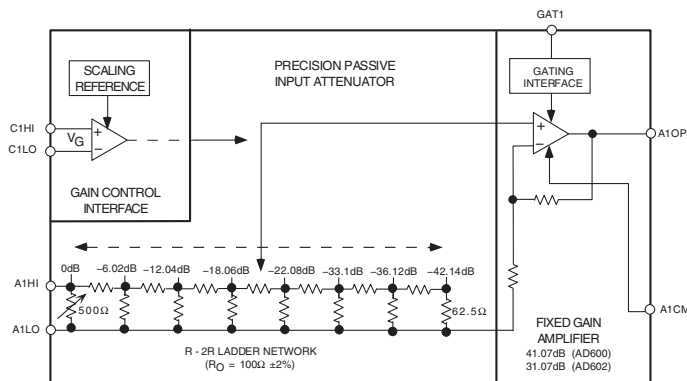 GAT1
SCALING
REFERENCE
PRECISION PASSIVE
INPUT ATTENUATOR
GATING
INTERFACE
C1HI
C1LO
VG
+
−
+
−
A1OP
GAIN CONTROL
INTERFACE
0dB
−6.02dB
−12.04dB
−18.06dB
−22.08dB
−33.1dB
−36.12dB
−42.14dB
A1HI
500Ω
62.5Ω
A1LO
A1CM
R - 2R LADDER NETWORK
(RO = 100Ω ±2%)
FIXED GAIN
AMPLIFIER
41.07dB (AD600)
31.07dB (AD602)